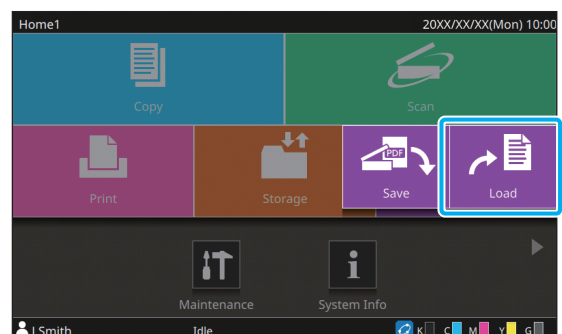 Home1 20XX/XX/XX(Mon) 10:00
Copy Scan
PDF
Print Storage Save Load
Maintenance System Info
J.Smith Idle K C M Y G